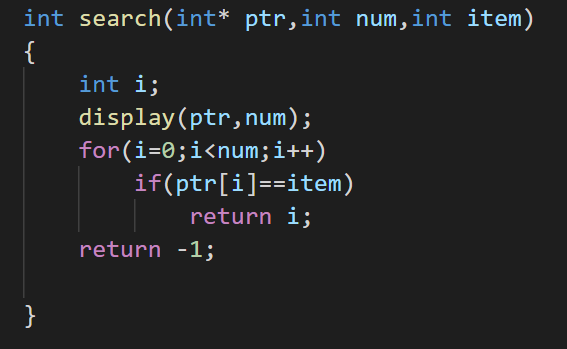 int search(int* ptr,int num,int item)
{
int i;
display(ptr,num);
for(i=0;i<num;i++)
if(ptr[i]==item)
return i;
return -1;
}